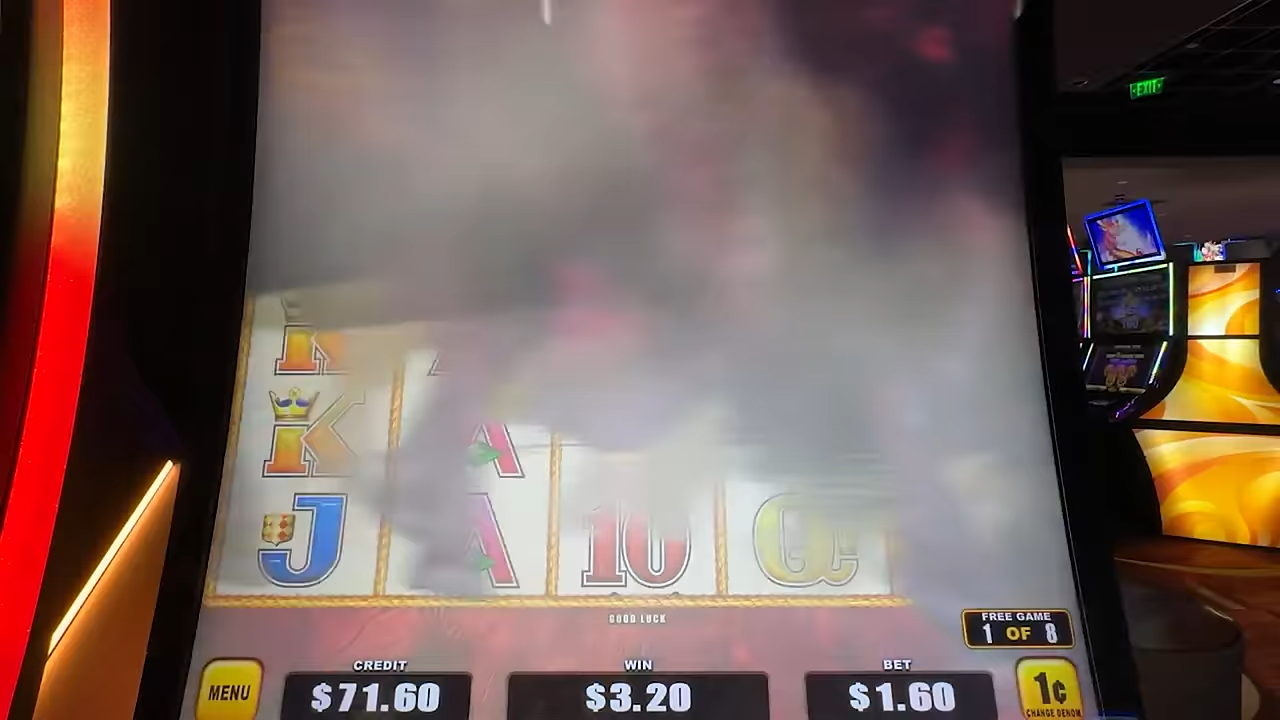 EXIT
K
K
A
J
A
10
Q
GOOD LUCK
FREE GAME
1 OF 8
CREDIT
WIN
BET
MENU
$71.60
$3.20
$1.60
1¢
CHANGE DENOM